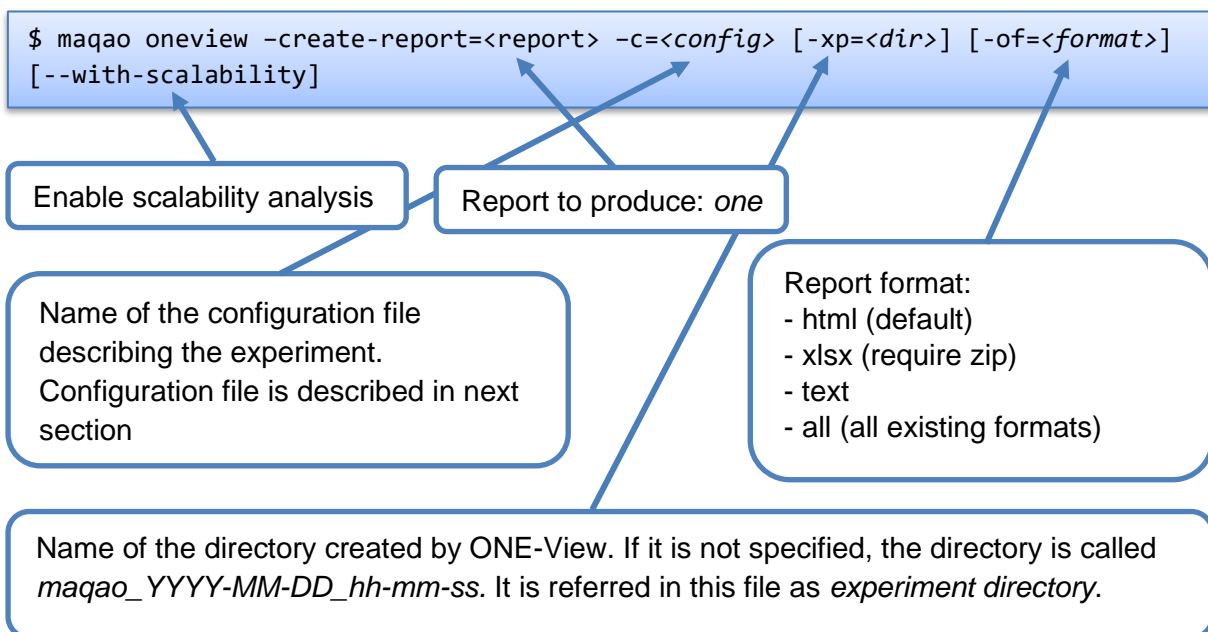 $ maqao oneview –create-report=<report> –c=<config> [-xp=<dir>] [-of=<format>]
[--with-scalability]
Enable scalability analysis
Report to produce: one
Name of the configuration file
describing the experiment.
Configuration file is described in next
section
Report format:
- html (default)
- xlsx (require zip)
- text
- all (all existing formats)
Name of the directory created by ONE-View. If it is not specified, the directory is called
maqao_YYYY-MM-DD_hh-mm-ss. It is referred in this file as experiment directory.